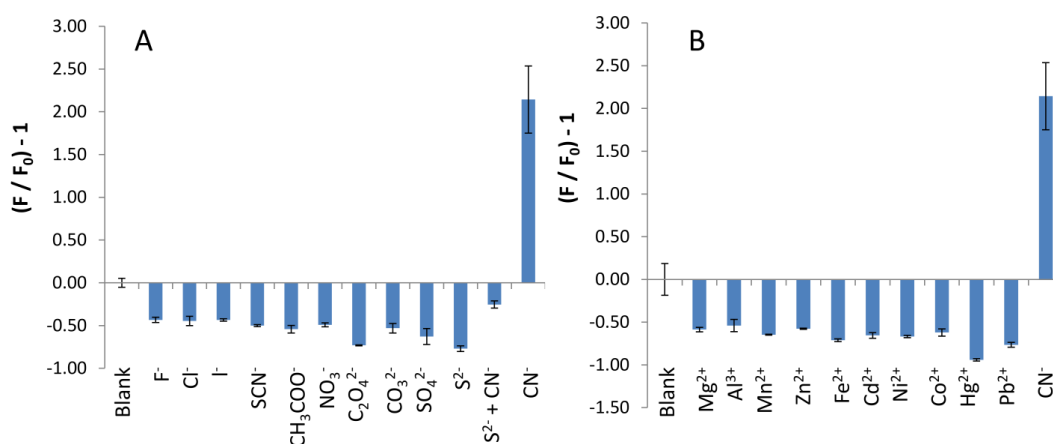 A
(F / F₀) - 1
3.00
2.50
2.00
1.50
1.00
0.50
0.00
-0.50
-1.00
Blank
F⁻
Cl⁻
I⁻
SCN⁻
CH₃COO⁻
NO₃⁻
C₂O₄²⁻
CO₃²⁻
SO₄²⁻
S²⁻
S²⁻ + CN⁻
CN⁻
B
(F / F₀) - 1
3.00
2.50
2.00
1.50
1.00
0.50
0.00
-0.50
-1.00
-1.50
Blank
Mg²⁺
Al³⁺
Mn²⁺
Zn²⁺
Fe²⁺
Cd²⁺
Ni²⁺
Co²⁺
Hg²⁺
Pb²⁺
CN⁻